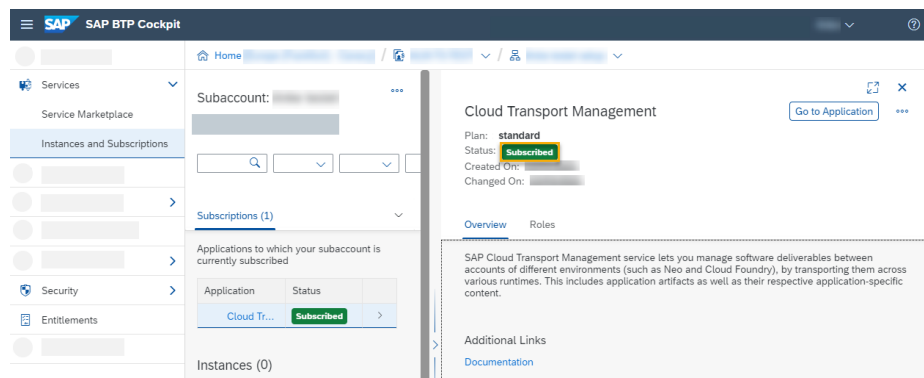 SAP SAP BTP Cockpit
Home / /
Services
Service Marketplace
Instances and Subscriptions
Security
Entitlements
Subaccount:
Subscriptions (1)
Applications to which your subaccount is
currently subscribed
Application Status
Cloud Tr... Subscribed
Instances (0)
Cloud Transport Management
Go to Application
Plan: standard
Status: Subscribed
Created On:
Changed On:
Overview Roles
SAP Cloud Transport Management service lets you manage software deliverables between
accounts of different environments (such as Neo and Cloud Foundry), by transporting them across
various runtimes. This includes application artifacts as well as their respective application-specific
content.
Additional Links
Documentation